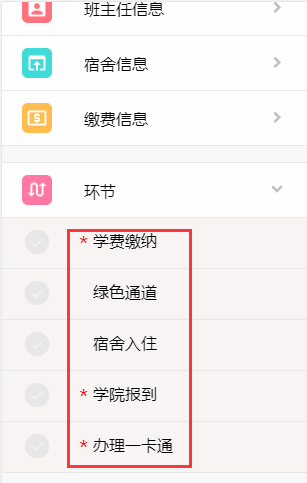 班主任信息
宿舍信息
缴费信息
环节
* 学费缴纳
绿色通道
宿舍入住
* 学院报到
* 办理一卡通